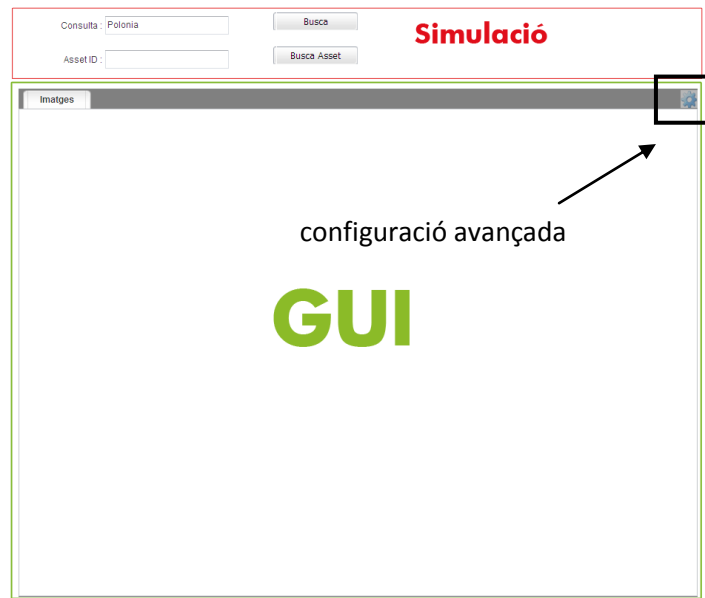 Consulta : Polonia Busca
Simulació
Asset ID : Busca Asset
Imatges
configuració avançada
GUI